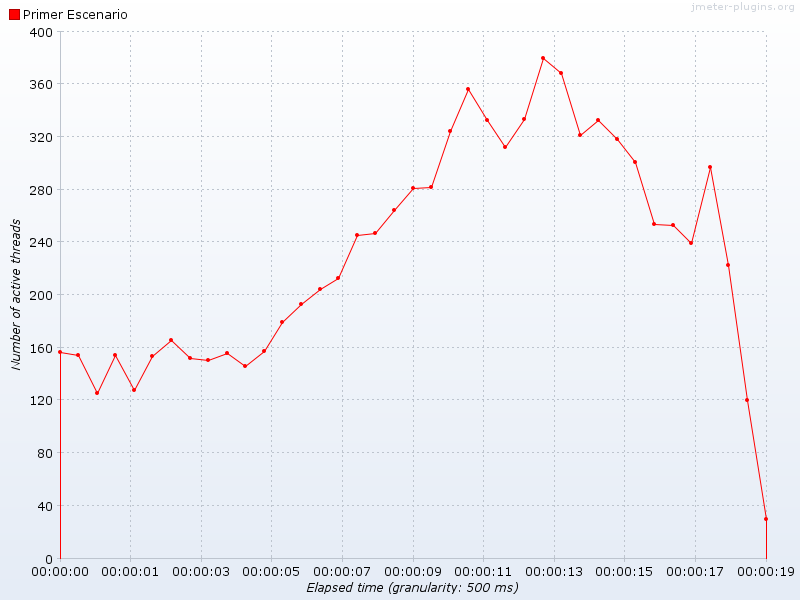 jmeter-plugins.org
Primer Escenario
400
360
320
280
240
200
160
120
80
40
0
Number of active threads
00:00:00 00:00:01 00:00:03 00:00:05 00:00:07 00:00:09 00:00:11 00:00:13 00:00:15 00:00:17 00:00:19
Elapsed time (granularity: 500 ms)